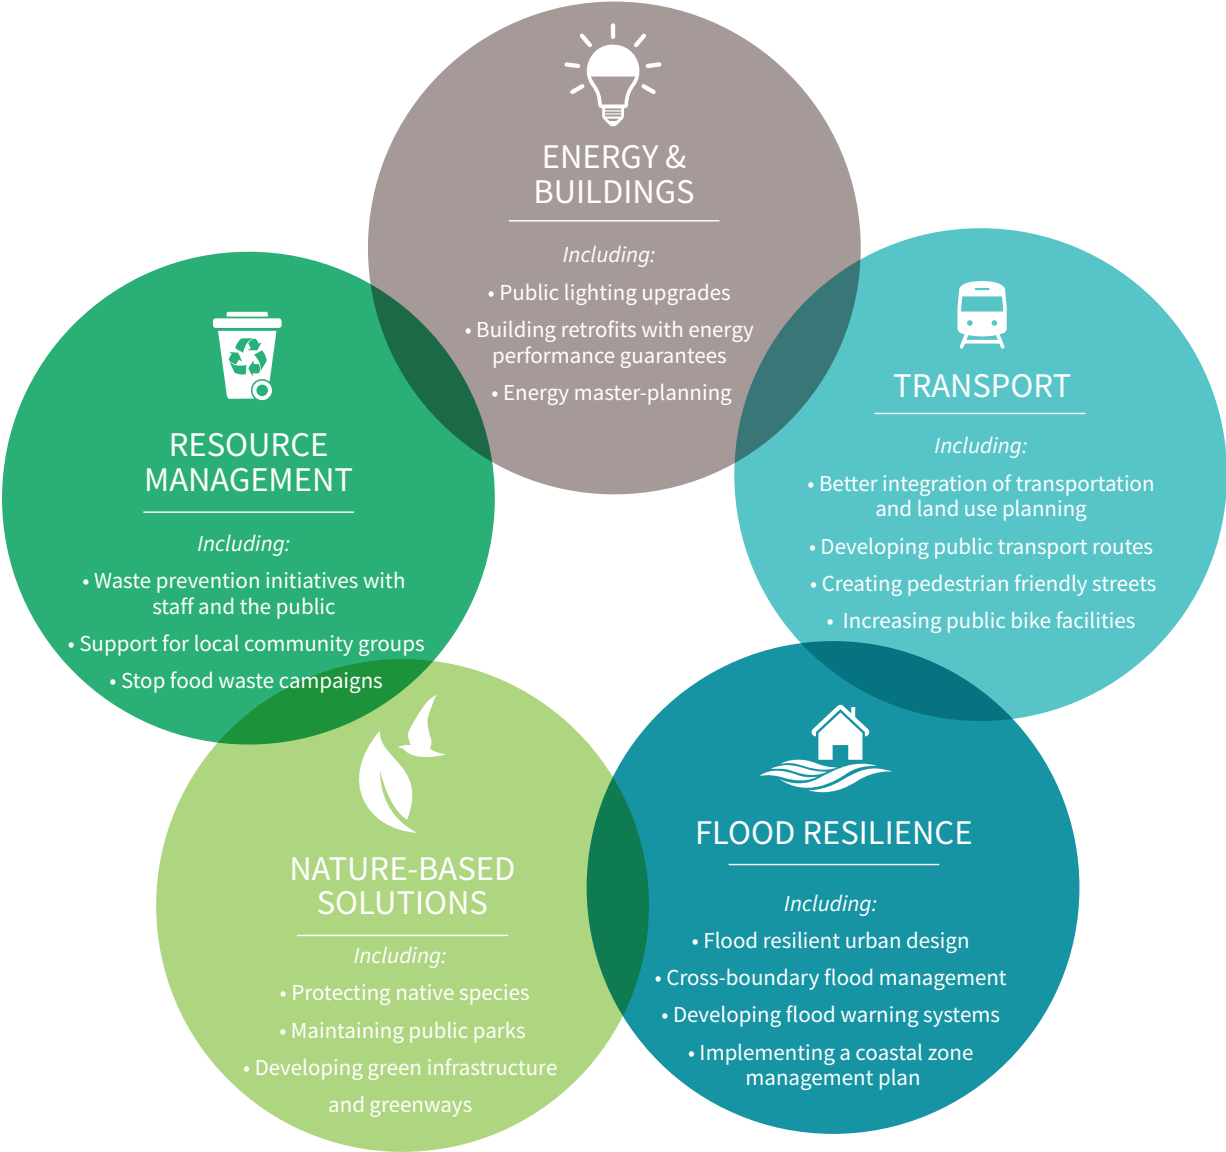 ENERGY &
BUILDINGS
Including:
• Public lighting upgrades
• Building retrofits with energy
performance guarantees
• Energy master-planning
TRANSPORT
Including:
• Better integration of transportation
and land use planning
• Developing public transport routes
• Creating pedestrian friendly streets
• Increasing public bike facilities
RESOURCE
MANAGEMENT
Including:
• Waste prevention initiatives with
staff and the public
• Support for local community groups
• Stop food waste campaigns
FLOOD RESILIENCE
Including:
• Flood resilient urban design
• Cross-boundary flood management
• Developing flood warning systems
• Implementing a coastal zone
management plan
NATURE-BASED
SOLUTIONS
Including:
• Protecting native species
• Maintaining public parks
• Developing green infrastructure
and greenways